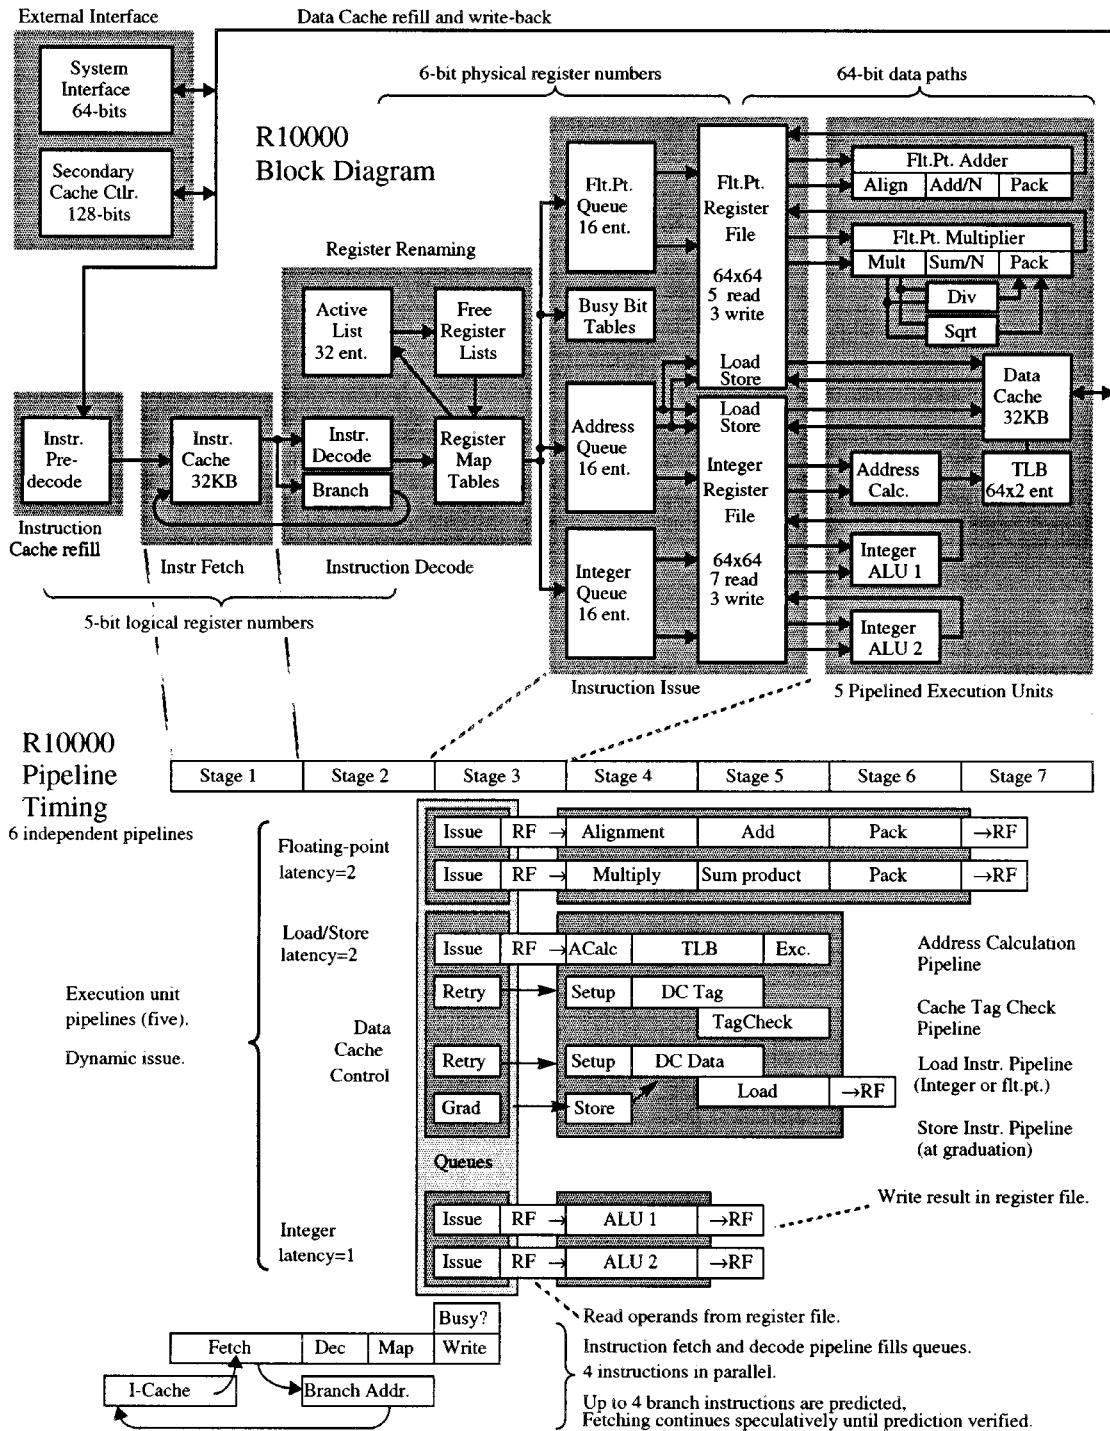 External Interface
Data Cache refill and write-back
System
Interface
64-bits
6-bit physical register numbers
64-bit data paths
R10000
Block Diagram
Secondary
Cache Ctlr.
128-bits
Flt.Pt.
Queue
16 ent.
Flt.Pt.
Register
File
64x64
5 read
3 write
Load
Store
Flt.Pt. Adder
Align Add/N Pack
Flt.Pt. Multiplier
Mult Sum/N Pack
Div
Sqrt
Register Renaming
Active
List
32 ent.
Free
Register
Lists
Busy Bit
Tables
Data
Cache
32KB
Instr.
Pre-
decode
Instr.
Cache
32KB
Instr.
Decode
Branch
Register
Map
Tables
Address
Queue
16 ent.
Load
Store
Integer
Register
File
64x64
7 read
3 write
Address
Calc.
TLB
64x2 ent
Integer
ALU 1
Integer
ALU 2
Integer
Queue
16 ent.
Instruction
Cache refill
Instr Fetch
Instruction Decode
5-bit logical register numbers
Instruction Issue
5 Pipelined Execution Units
R10000
Pipeline
Timing
6 independent pipelines
Stage 1 Stage 2 Stage 3 Stage 4 Stage 5 Stage 6 Stage 7
Floating-point
latency=2
Issue RF → Alignment Add Pack →RF
Issue RF → Multiply Sum product Pack →RF
Load/Store
latency=2
Issue RF → ACalc TLB Exc.
Address Calculation
Pipeline
Execution unit
pipelines (five).
Dynamic issue.
Data
Cache
Control
Retry Setup DC Tag
TagCheck
Cache Tag Check
Pipeline
Retry Setup DC Data
Load →RF
Load Instr. Pipeline
(Integer or flt.pt.)
Grad Store
Store Instr. Pipeline
(at graduation)
Queues
Integer
latency=1
Issue RF → ALU 1 →RF
Issue RF → ALU 2 →RF
Write result in register file.
Read operands from register file.
Busy?
Fetch Dec Map Write
I-Cache Branch Addr.
Instruction fetch and decode pipeline fills queues.
4 instructions in parallel.
Up to 4 branch instructions are predicted,
Fetching continues speculatively until prediction verified.